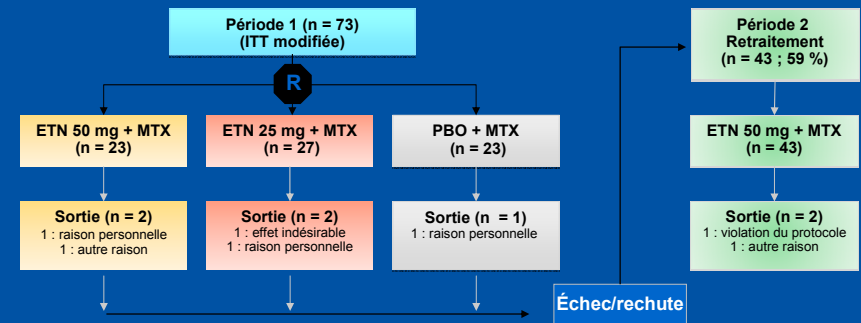 Période 1 (n = 73)
(ITT modifiée)
R
ETN 50 mg + MTX
(n = 23)
ETN 25 mg + MTX
(n = 27)
PBO + MTX
(n = 23)
Sortie (n = 2)
1 : raison personnelle
1 : autre raison
Sortie (n = 2)
1 : effet indésirable
1 : raison personnelle
Sortie (n = 1)
1 : raison personnelle
Échec/rechute
Période 2
Retraitement
(n = 43 ; 59 %)
ETN 50 mg + MTX
(n = 43)
Sortie (n = 2)
1 : violation du protocole
1 : autre raison